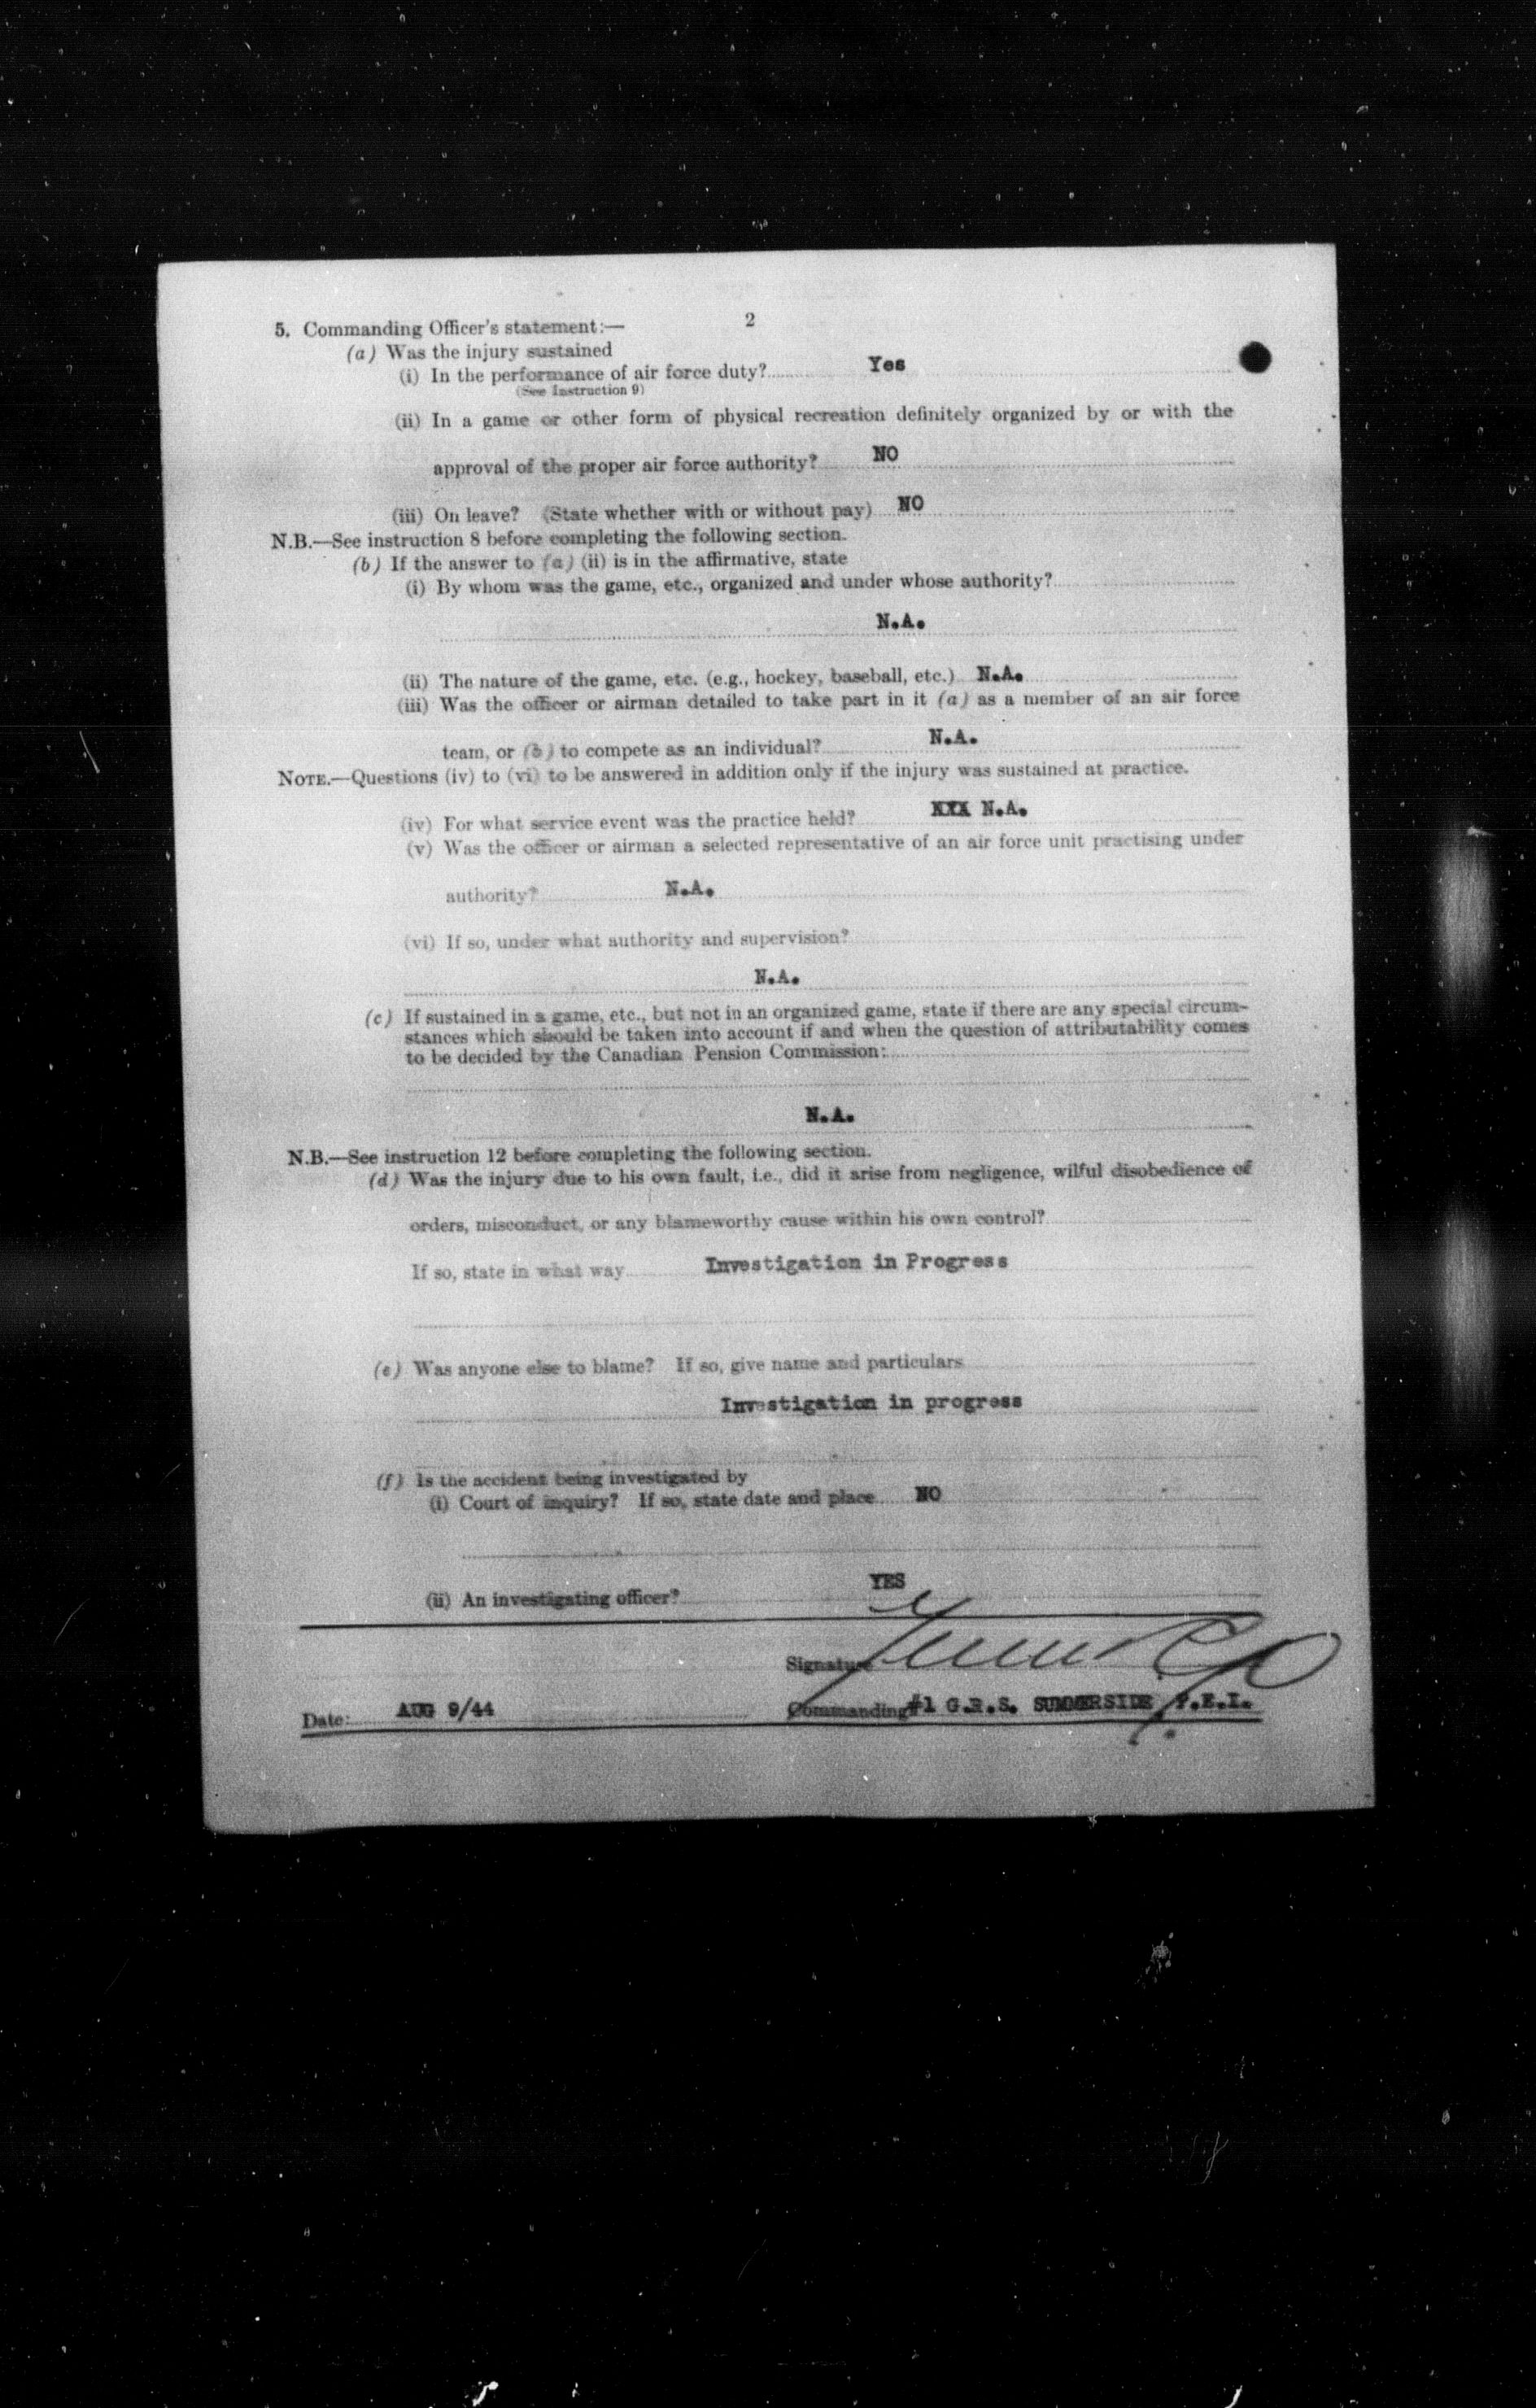 2
5. Commanding Officer's statement:—
(a) Was the injury sustained
(i) In the performance of air force duty? Yes
(See Instruction 9)
(ii) In a game or other form of physical recreation definitely organized by or with the
approval of the proper air force authority? NO
(iii) On leave? (State whether with or without pay) NO
N.B.—See instruction 8 before completing the following section.
(b) If the answer to (a) (ii) is in the affirmative, state
(i) By whom was the game, etc., organized and under whose authority?
N.A.
(ii) The nature of the game, etc. (e.g., hockey, baseball, etc.) N.A.
(iii) Was the officer or airman detailed to take part in it (a) as a member of an air force
team, or (b) to compete as an individual? N.A.
NOTE.—Questions (iv) to (vi) to be answered in addition only if the injury was sustained at practice.
(iv) For what service event was the practice held? XXX N.A.
(v) Was the officer or airman a selected representative of an air force unit practising under
authority? N.A.
(vi) If so, under what authority and supervision?
N.A.
(c) If sustained in a game, etc., but not in an organized game, state if there are any special circum-
stances which should be taken into account if and when the question of attributability comes
to be decided by the Canadian Pension Commission:
N.A.
N.B.—See instruction 12 before completing the following section.
(d) Was the injury due to his own fault, i.e., did it arise from negligence, wilful disobedience of
orders, misconduct, or any blameworthy cause within his own control?
If so, state in what way Investigation in Progress
(e) Was anyone else to blame? If so, give name and particulars
Investigation in progress
(f) Is the accident being investigated by
(i) Court of inquiry? If so, state date and place NO
(ii) An investigating officer? YES
Signature
Date: AUG 9/44 Commanding #1 G.R.S. SUMMERSIDE P.E.I.